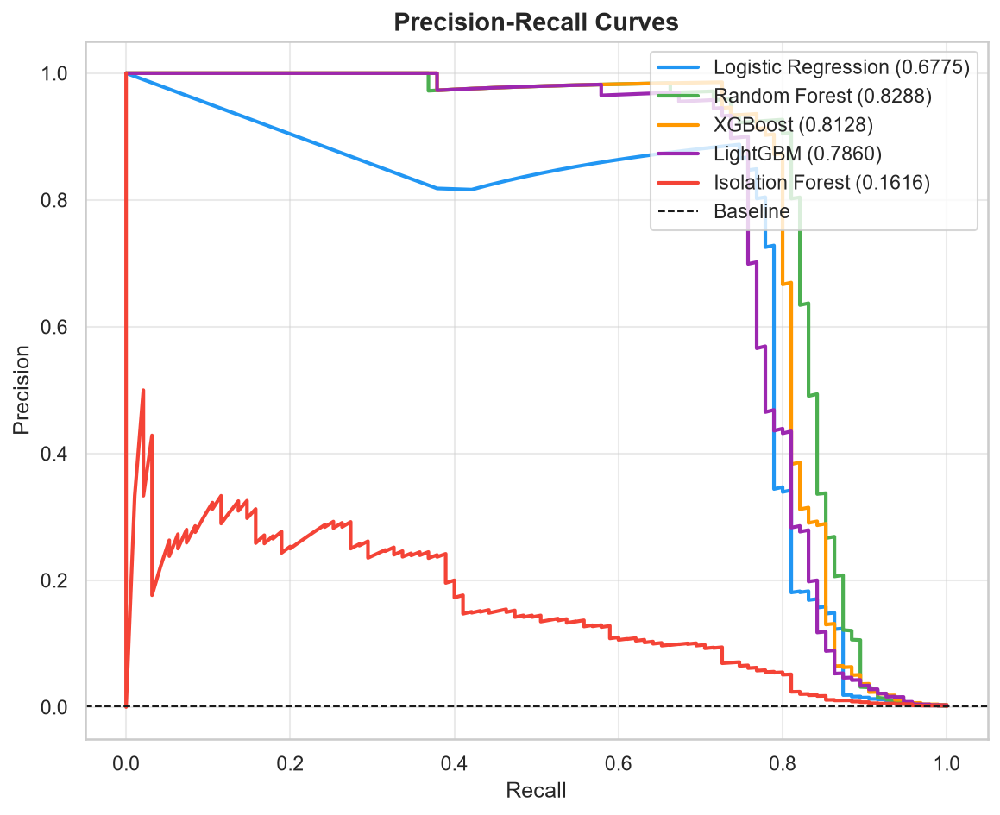 Precision-Recall Curves
Logistic Regression (0.6775)
Random Forest (0.8288)
XGBoost (0.8128)
LightGBM (0.7860)
Isolation Forest (0.1616)
Baseline
Precision
1.0
0.8
0.6
0.4
0.2
0.0
0.0 0.2 0.4 0.6 0.8 1.0
Recall